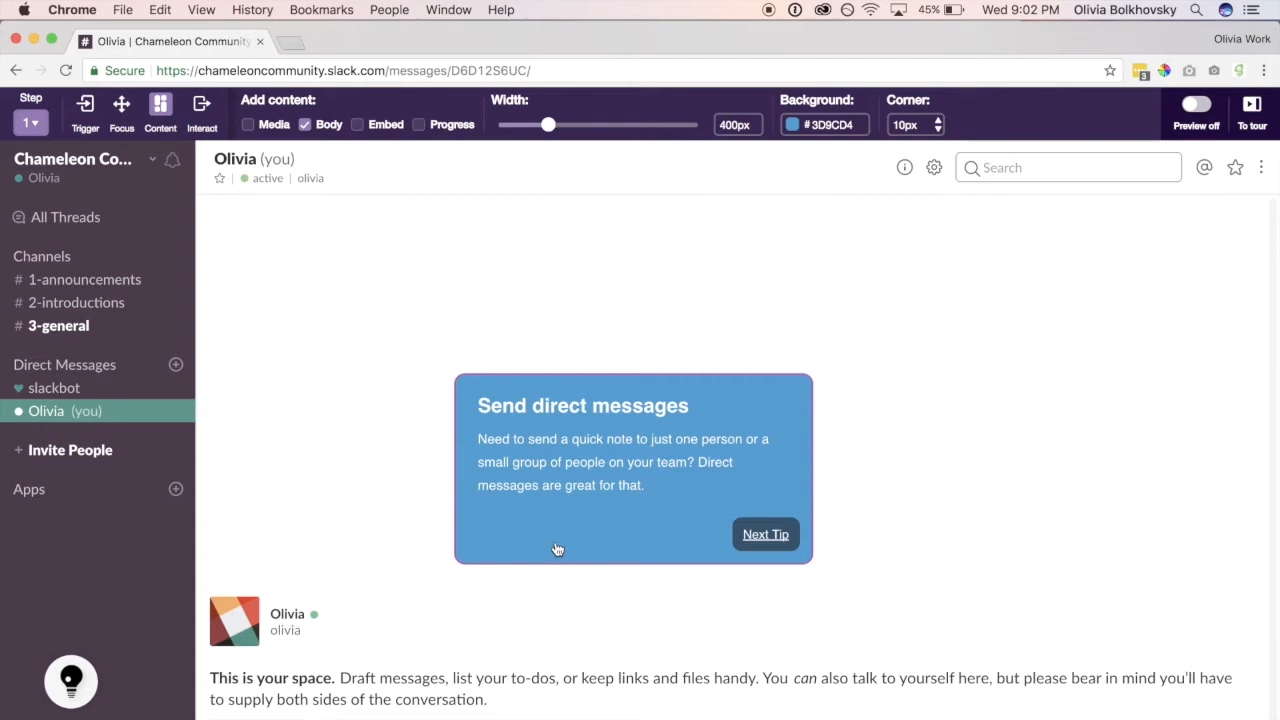 Chrome File Edit View History Bookmarks People Window Help 45% Wed 9:02 PM Olivia Bolkhovsky
# Olivia | Chameleon Community × Olivia Work
Secure https://chameleoncommunity.slack.com/messages/D6D12S6UC/ 3
Step Add content: Width: Background: Corner:
1 Media Body Embed Progress 400px #3D9CD4 10px
Trigger Focus Content Interact Preview off To tour
Chameleon Co...
Olivia
All Threads
Channels
# 1-announcements
# 2-introductions
# 3-general
Direct Messages
slackbot
Olivia (you)
+ Invite People
Apps
Olivia (you)
active | olivia
Search
@
Send direct messages
Need to send a quick note to just one person or a
small group of people on your team? Direct
messages are great for that.
Next Tip
Olivia
olivia
This is your space. Draft messages, list your to-dos, or keep links and files handy. You can also talk to yourself here, but please bear in mind you'll have
to supply both sides of the conversation.